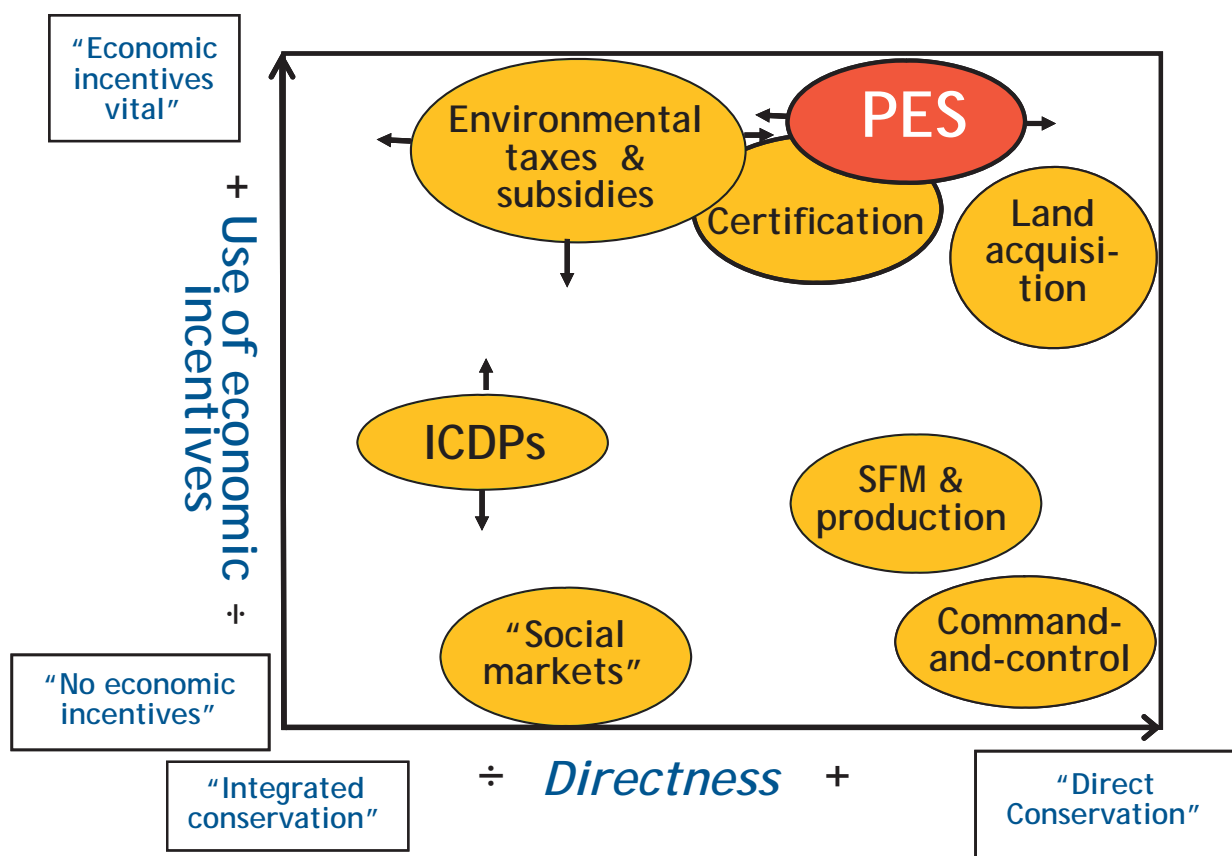 “Economic
incentives
vital”
Environmental
taxes &
subsidies
PES
Certification
Land
acquisi-
tion
+
Use of economic
incentives
÷
ICDPs
SFM &
production
“Social
markets”
Command-
and-control
“No economic
incentives”
“Integrated
conservation”
÷ Directness +
“Direct
Conservation”